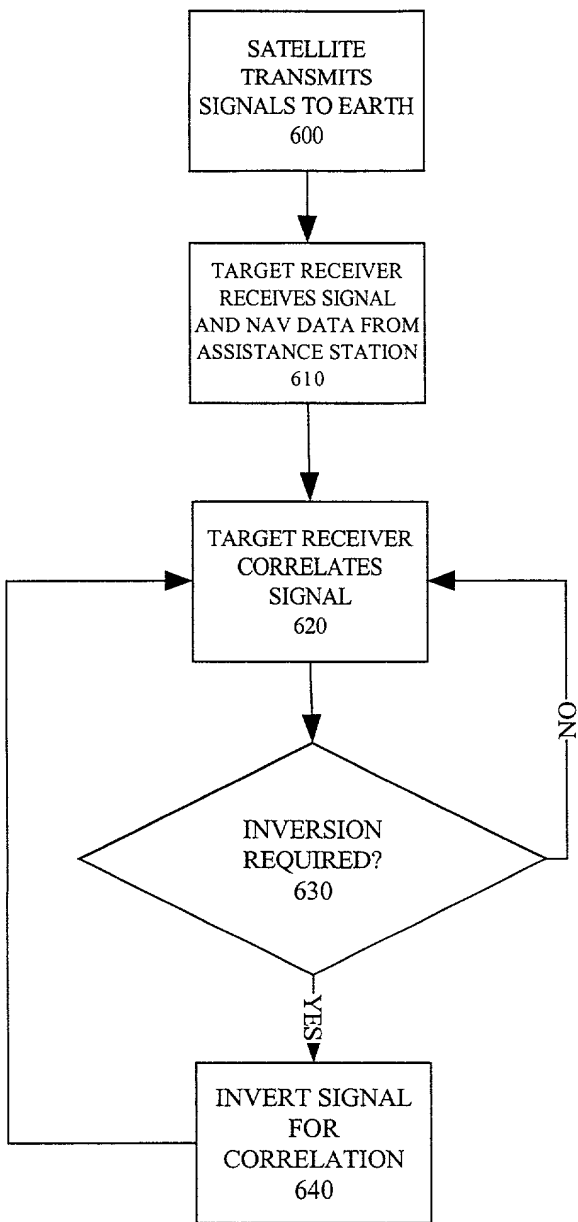 SATELLITE
TRANSMITS
SIGNALS TO EARTH
600
TARGET RECEIVER
RECEIVES SIGNAL
AND NAV DATA FROM
ASSISTANCE STATION
610
TARGET RECEIVER
CORRELATES
SIGNAL
620
NO
INVERSION
REQUIRED?
630
YES
INVERT SIGNAL
FOR
CORRELATION
640